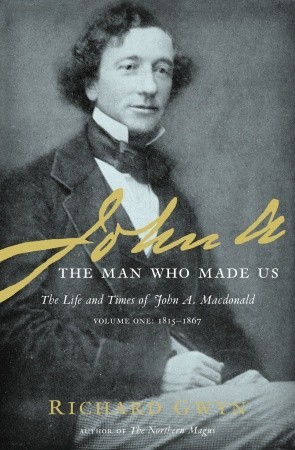 John A
THE MAN WHO MADE US
The Life and Times of John A. Macdonald
VOLUME ONE: 1815–1867
RICHARD GWYN
AUTHOR OF The Northern Magus